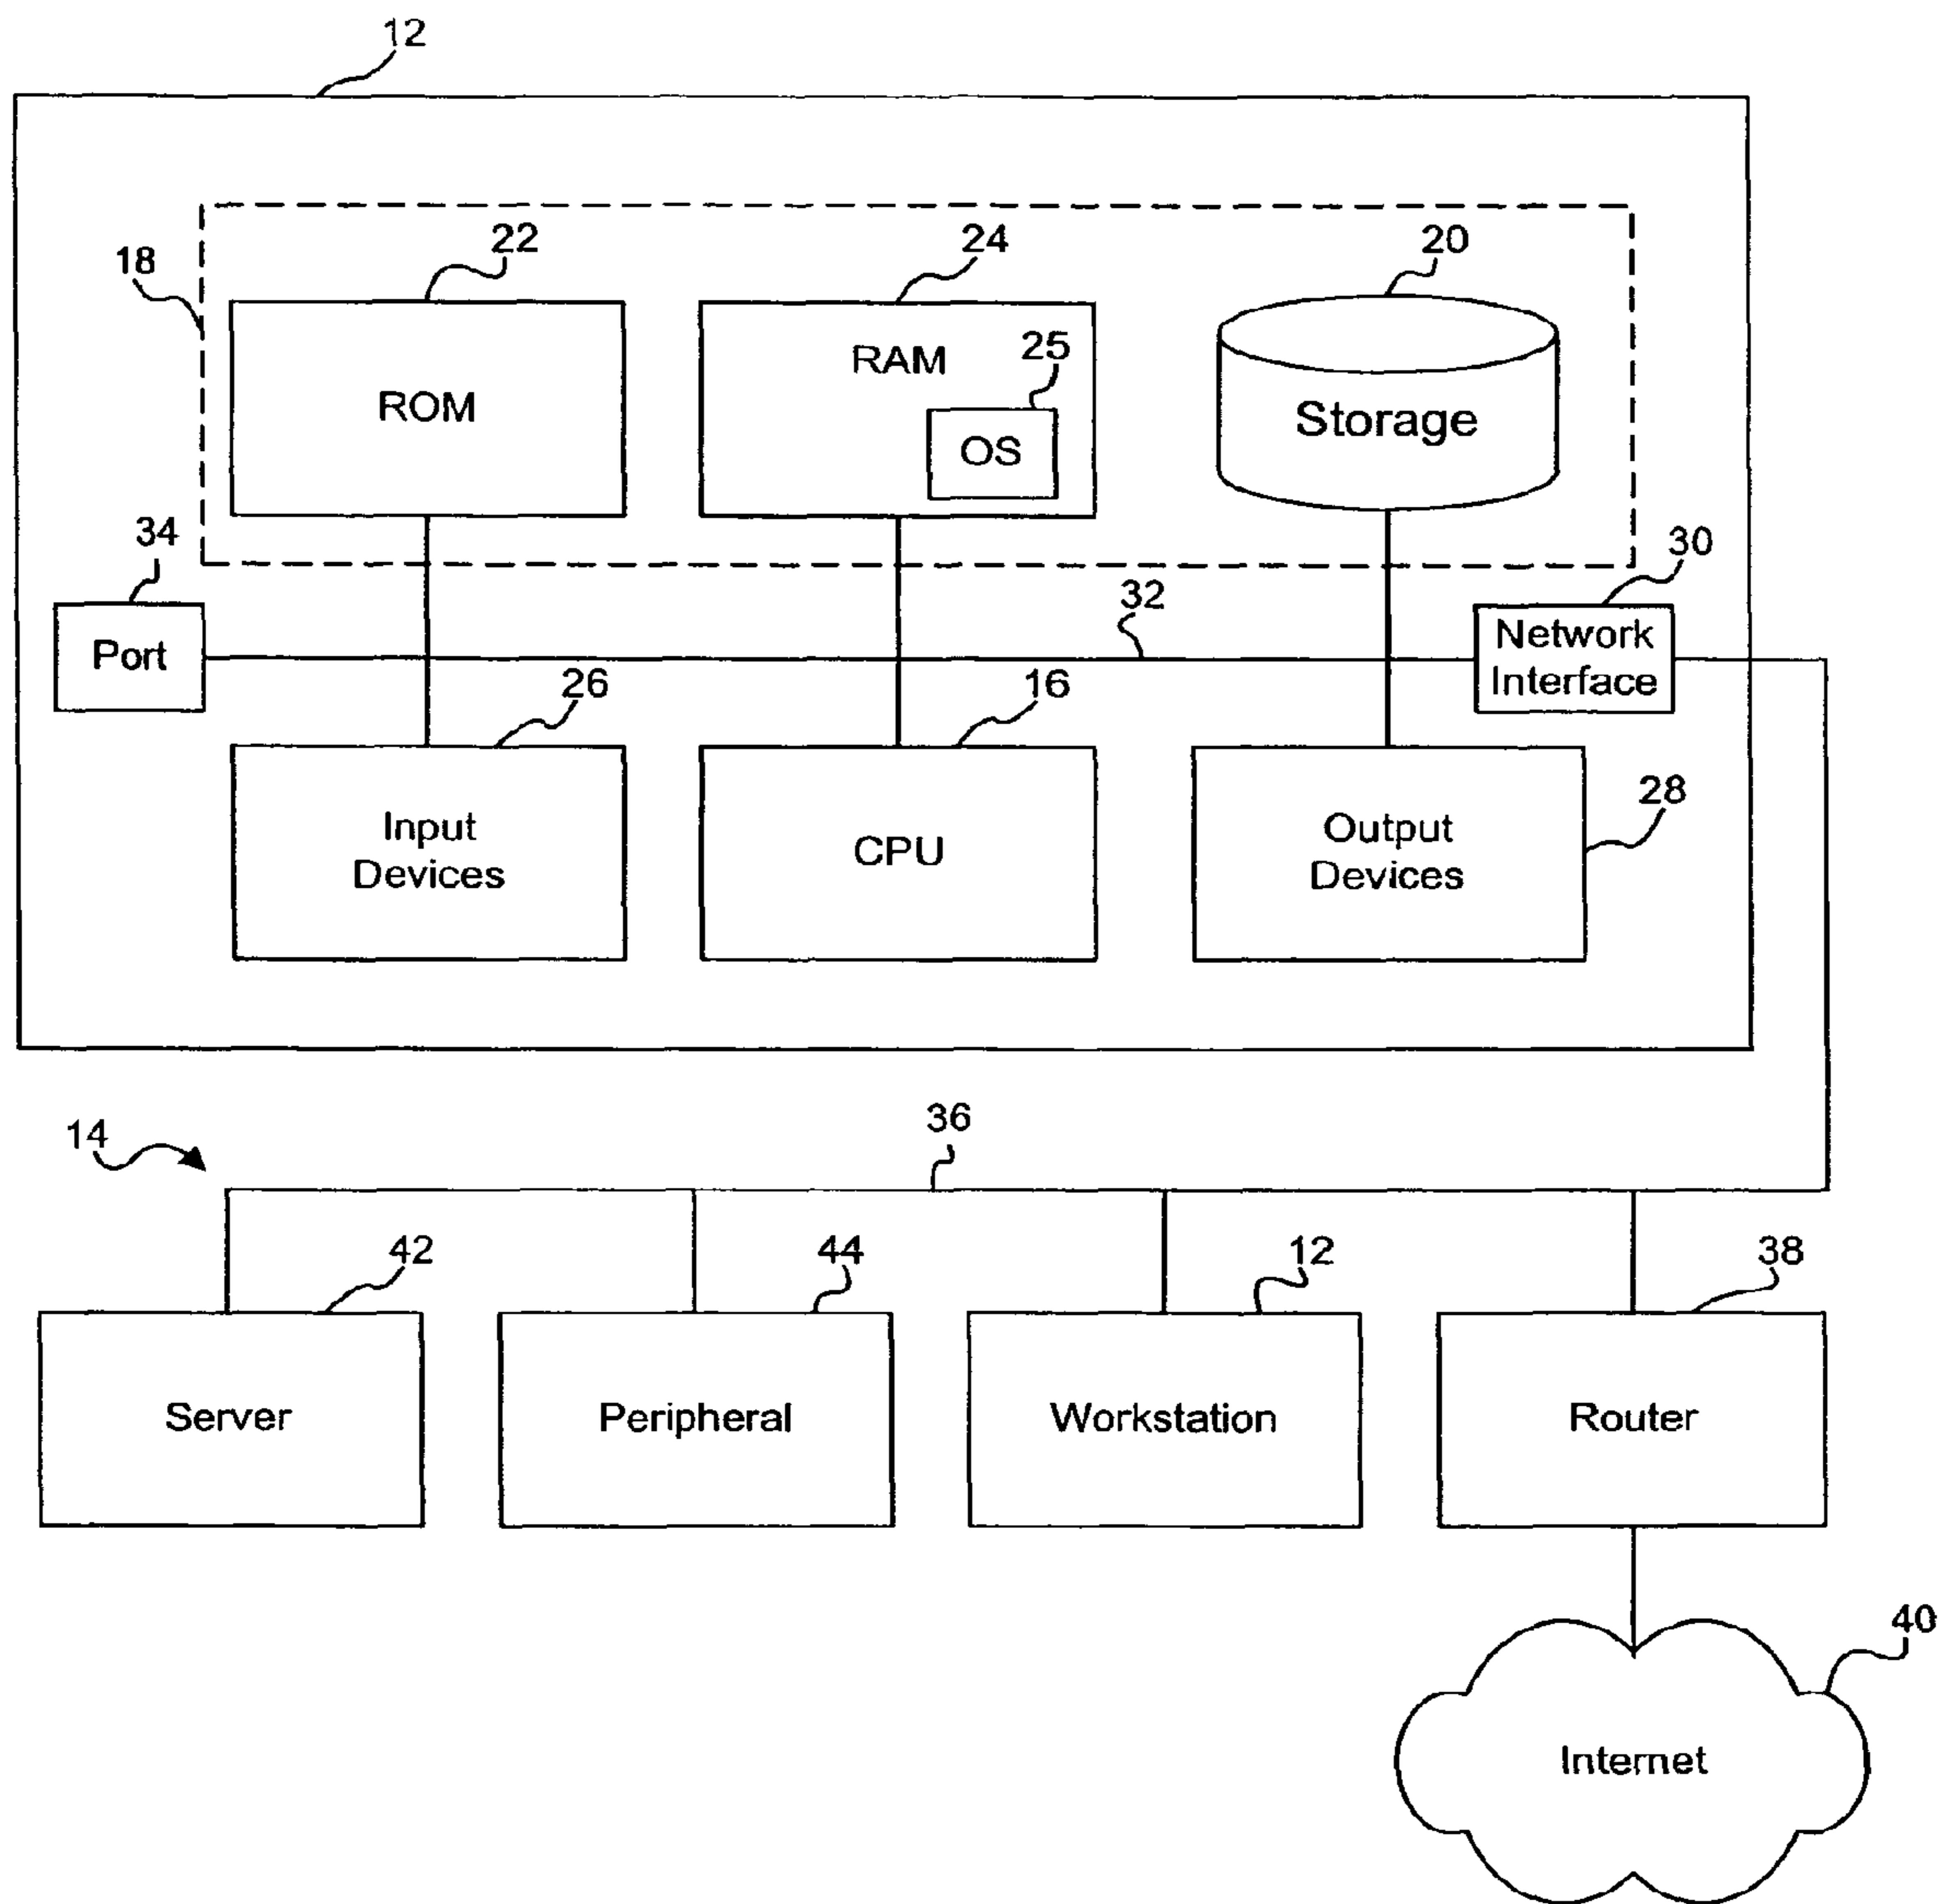 12
22
24
20
18
RAM
25
ROM
OS
Storage
34
30
32
Port
Network
Interface
26
16
28
Input
Devices
CPU
Output
Devices
14
36
42
44
12
38
Server
Peripheral
Workstation
Router
40
Internet